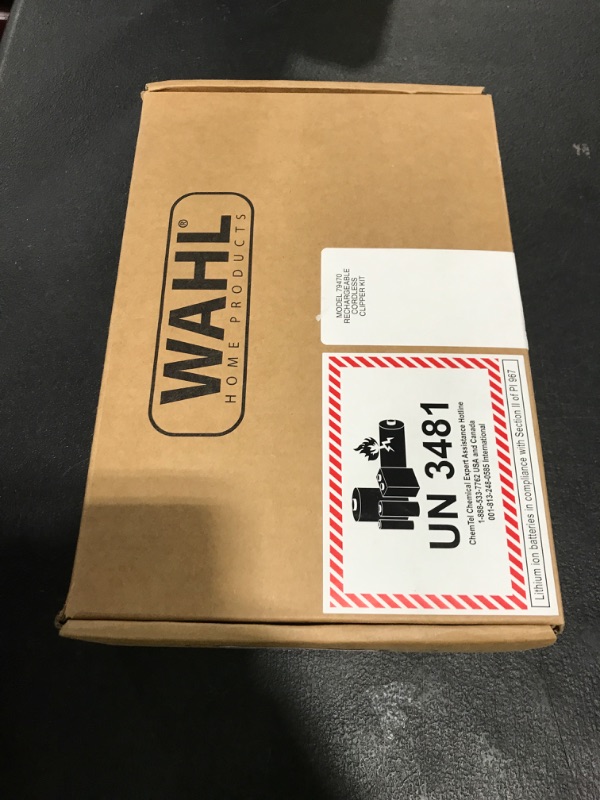 WAHL®
HOME PRODUCTS
MODEL 79470
RECHARGEABLE
CORDLESS
CLIPPER KIT
UN 3481
ChemTel Chemical Expert Assistance Hotline
1-888-533-7762 USA and Canada
001-813-248-0585 International
Lithium ion batteries in compliance with Section II of PI 967